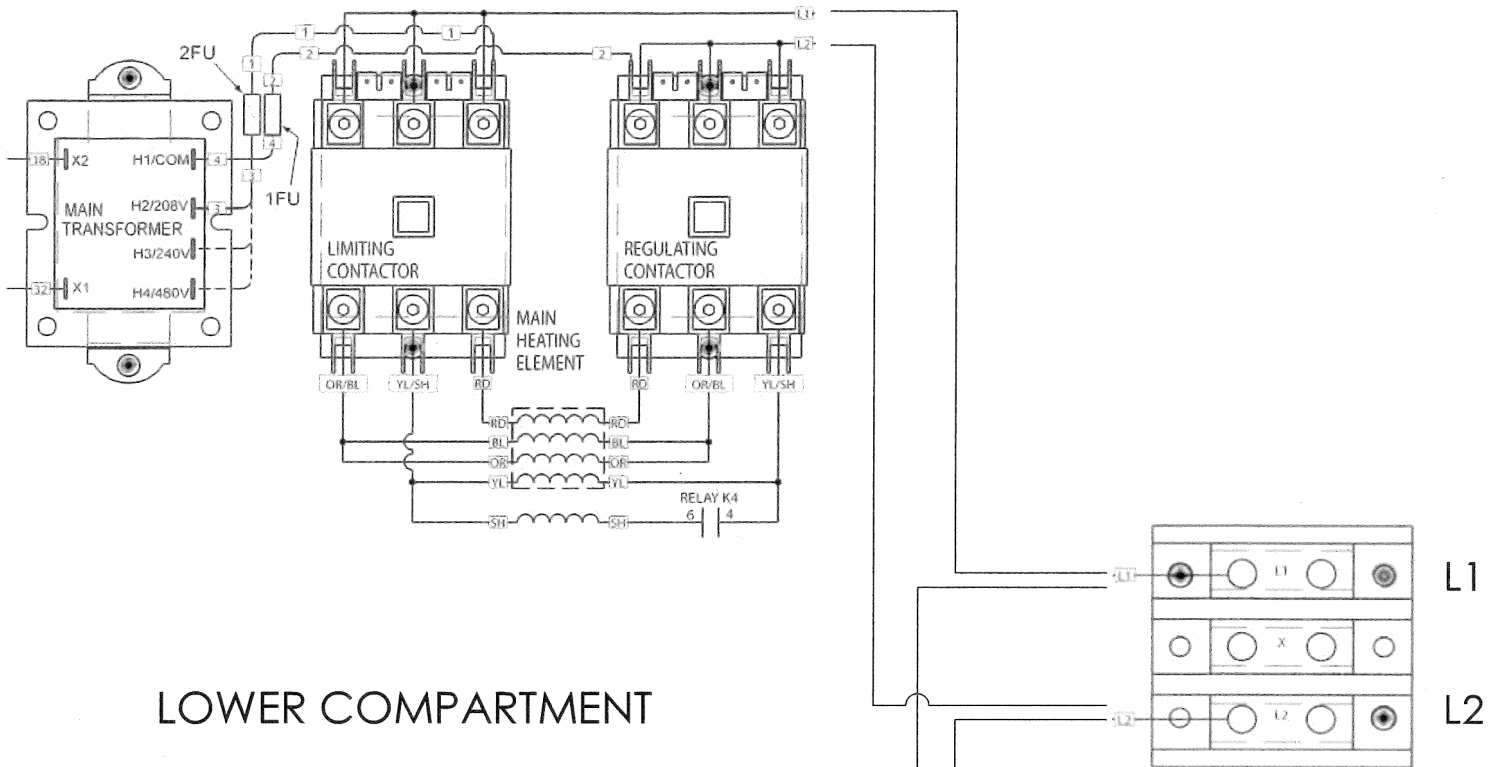 L1
1
1
L2
2
2
2FU
1
2
4
1FU
3
18
X2
H1/COM
4
MAIN
TRANSFORMER
H2/208V
3
H3/240V
32
X1
H4/480V
LIMITING
CONTACTOR
REGULATING
CONTACTOR
MAIN
HEATING
ELEMENT
OR/BL
YL/SH
RD
RD
OR/BL
YL/SH
RD
RD
BL
BL
OR
OR
YL
YL
RELAY K4
6
4
SH
SH
L1
L1
L1
X
L2
L2
L2
LOWER COMPARTMENT